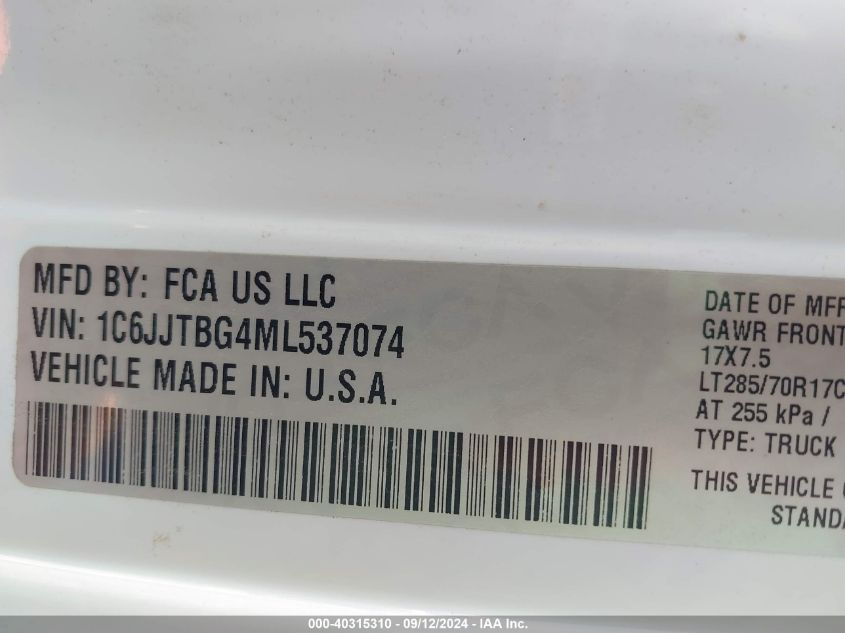 MFD BY: FCA US LLC
VIN: 1C6JJTBG4ML537074
VEHICLE MADE IN: U.S.A.
DATE OF MFR
GAWR FRONT
17X7.5
LT285/70R17C
AT 255 kPa /
TYPE: TRUCK
THIS VEHICLE
STANDA
000-40315310 - 09/12/2024 - IAA Inc.